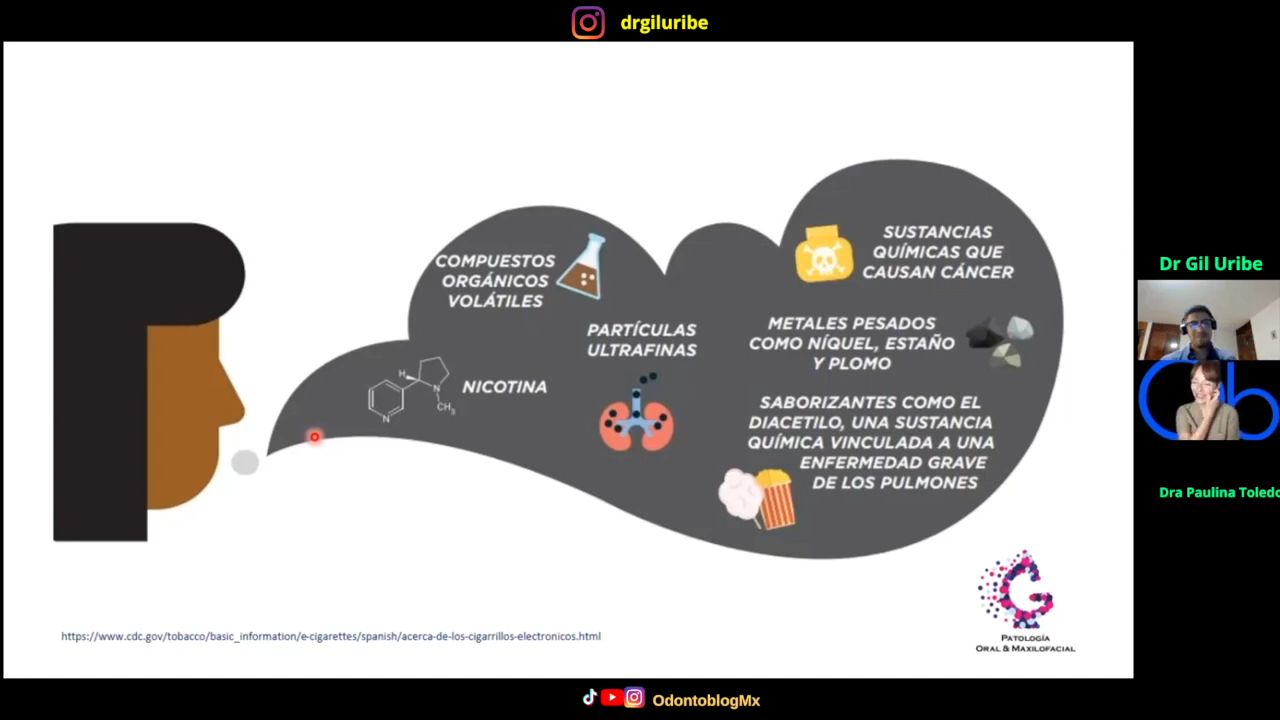 drgiluribe
COMPUESTOS
ORGÁNICOS
VOLÁTILES
SUSTANCIAS
QUÍMICAS QUE
CAUSAN CÁNCER
PARTÍCULAS
ULTRAFINAS
METALES PESADOS
COMO NÍQUEL, ESTAÑO
Y PLOMO
H
N
N
CH3
NICOTINA
SABORIZANTES COMO EL
DIACETILO, UNA SUSTANCIA
QUÍMICA VINCULADA A UNA
ENFERMEDAD GRAVE
DE LOS PULMONES
https://www.cdc.gov/tobacco/basic_information/e-cigarettes/spanish/acerca-de-los-cigarrillos-electronicos.html
PATOLOGÍA
ORAL & MAXILOFACIAL
Dr Gil Uribe
Dra Paulina Toledo
OdontoblogMx